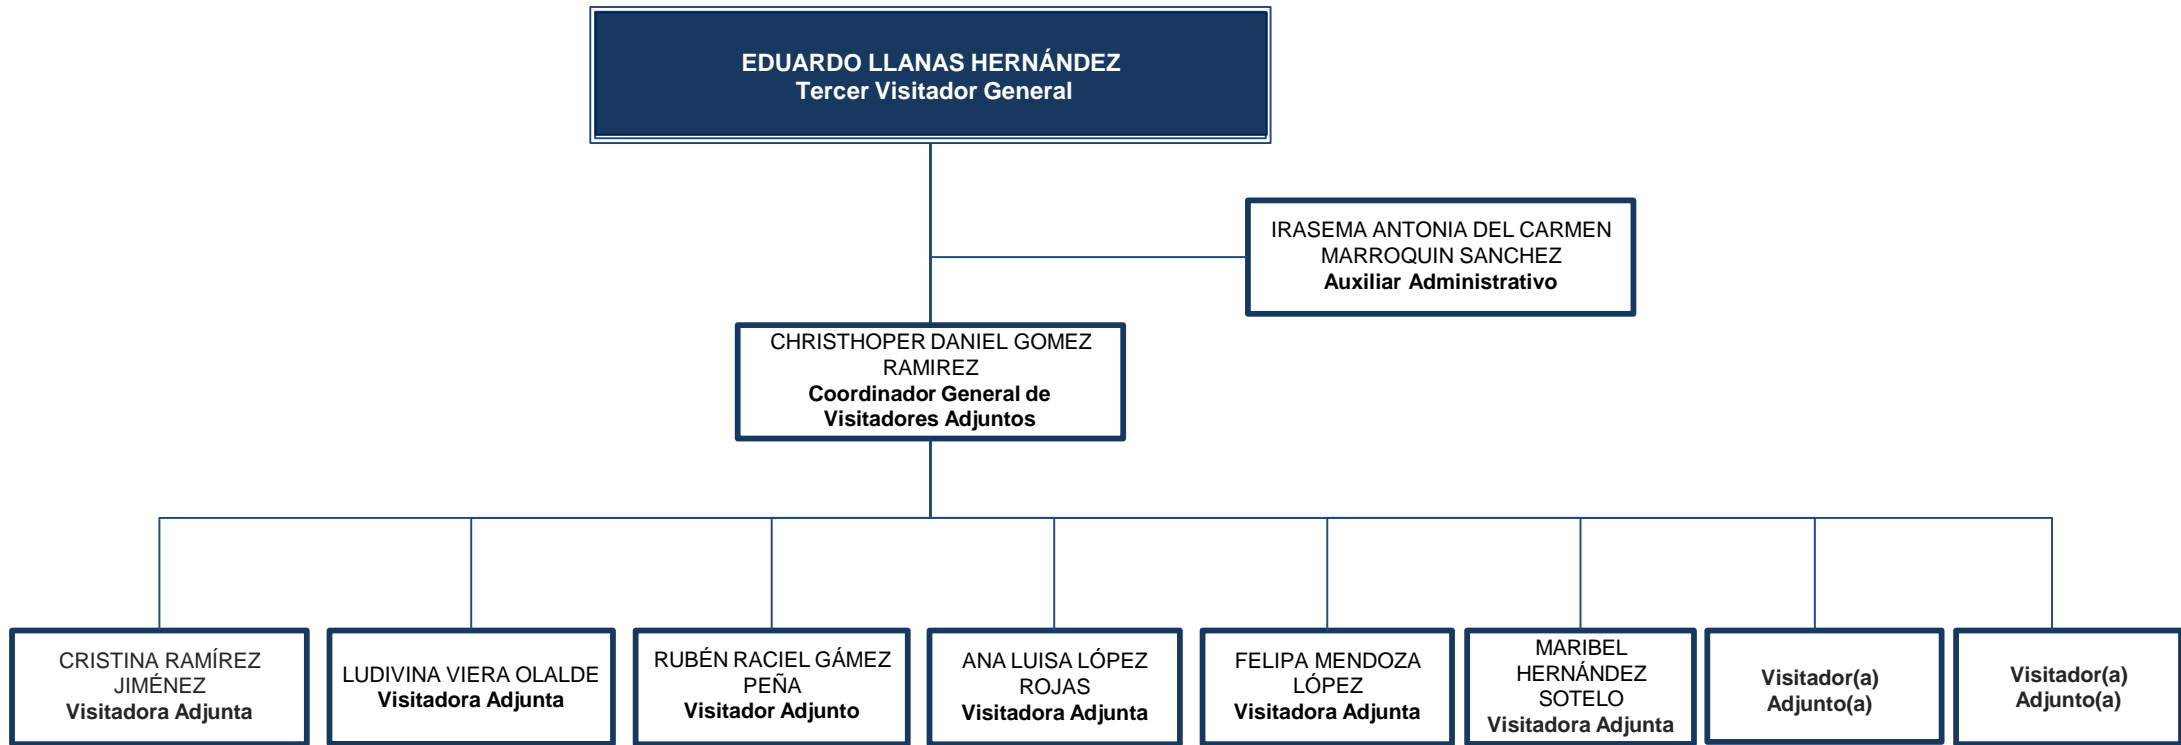 EDUARDO LLANAS HERNÁNDEZ
Tercer Visitador General
IRASEMA ANTONIA DEL CARMEN
MARROQUIN SANCHEZ
Auxiliar Administrativo
CHRISTHOPER DANIEL GOMEZ
RAMIREZ
Coordinador General de
Visitadores Adjuntos
CRISTINA RAMÍREZ
JIMÉNEZ
Visitadora Adjunta
LUDIVINA VIERA OLALDE
Visitadora Adjunta
RUBÉN RACIEL GÁMEZ
PEÑA
Visitador Adjunto
ANA LUISA LÓPEZ
ROJAS
Visitadora Adjunta
FELIPA MENDOZA
LÓPEZ
Visitadora Adjunta
MARIBEL
HERNÁNDEZ
SOTELO
Visitadora Adjunta
Visitador(a)
Adjunto(a)
Visitador(a)
Adjunto(a)